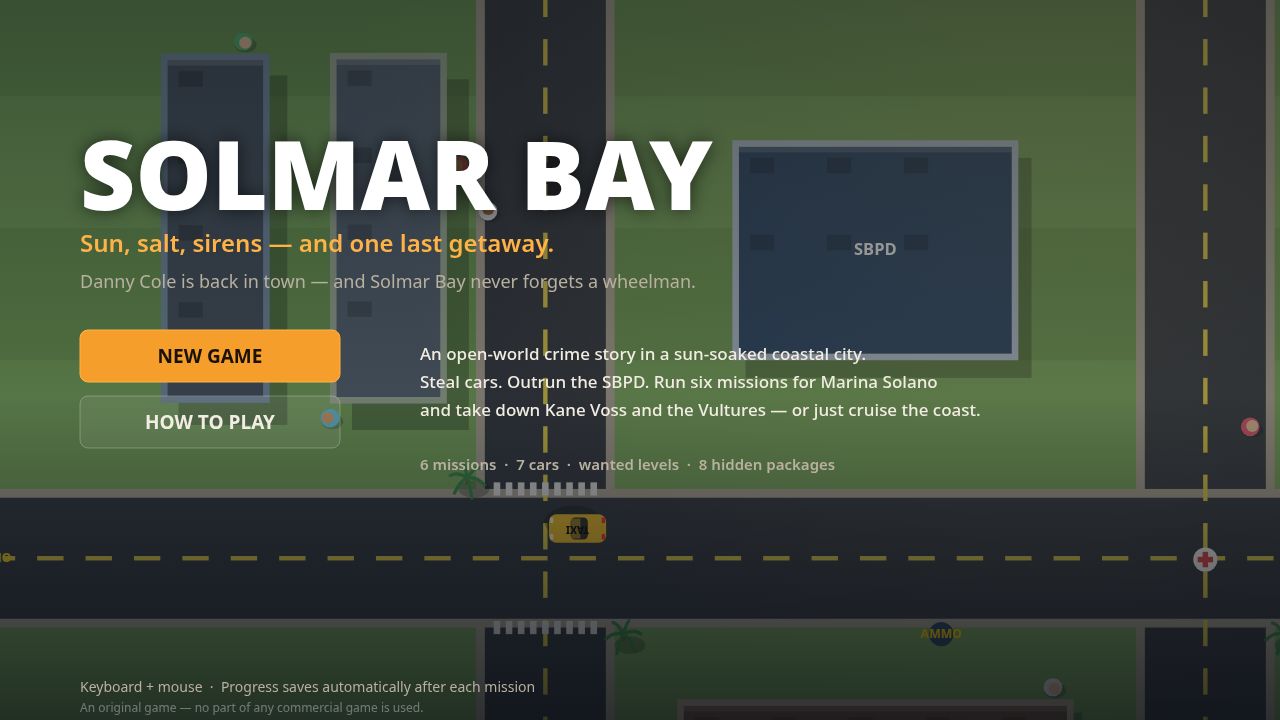 SOLMAR BAY
Sun, salt, sirens — and one last getaway.
Danny Cole is back in town — and Solmar Bay never forgets a wheelman.
SBPD
NEW GAME
HOW TO PLAY
An open-world crime story in a sun-soaked coastal city.
Steal cars. Outrun the SBPD. Run six missions for Marina Solano
and take down Kane Voss and the Vultures — or just cruise the coast.
6 missions · 7 cars · wanted levels · 8 hidden packages
TAXI
AMMO
Keyboard + mouse · Progress saves automatically after each mission
An original game — no part of any commercial game is used.